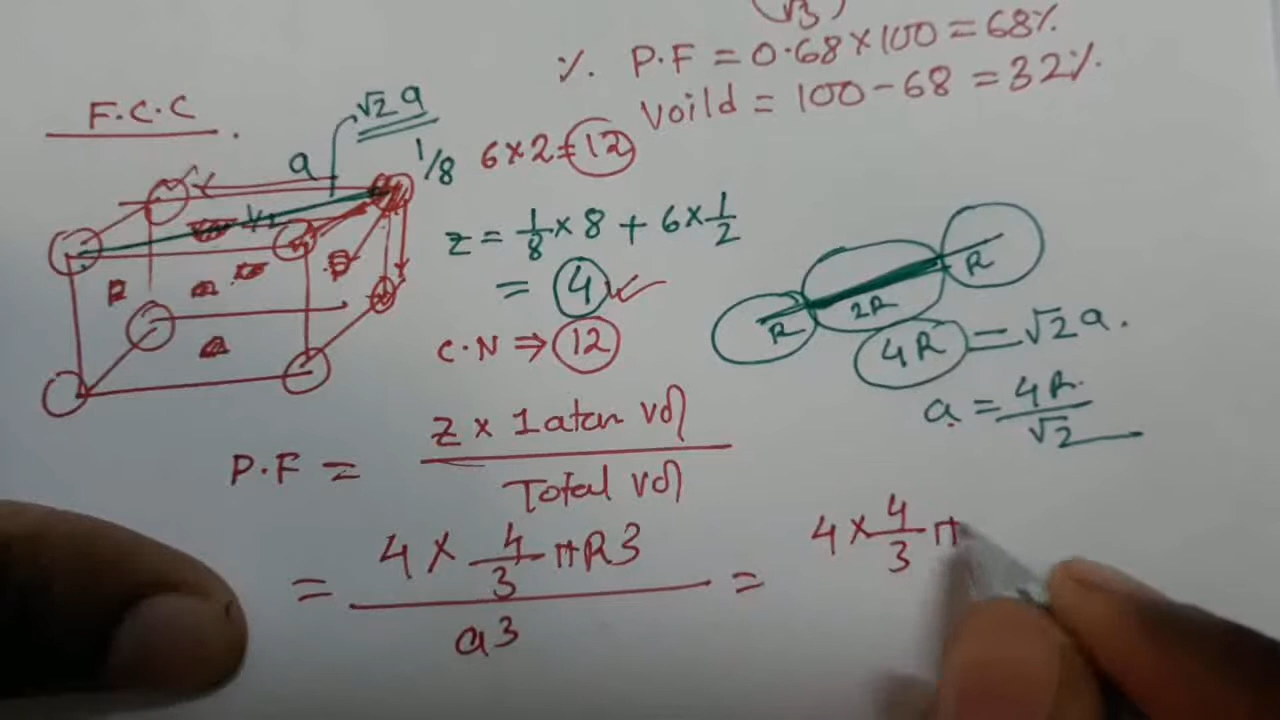 (√3)
٪. P.F = 0.68×100 = 68٪.
Voild = 100 - 68 = 32٪.
F.C.C
√2 a
a
1/8
6×2 = 12
z = 1/8 × 8 + 6 × 1/2
= 4
C.N ⇒ 12
R
2R
R
4R = √2 a.
a = 4R/√2
P.F = z × 1 atam vol / Total vol
= 4 × 4/3 πR3 / a3 = 4 × 4/3 π